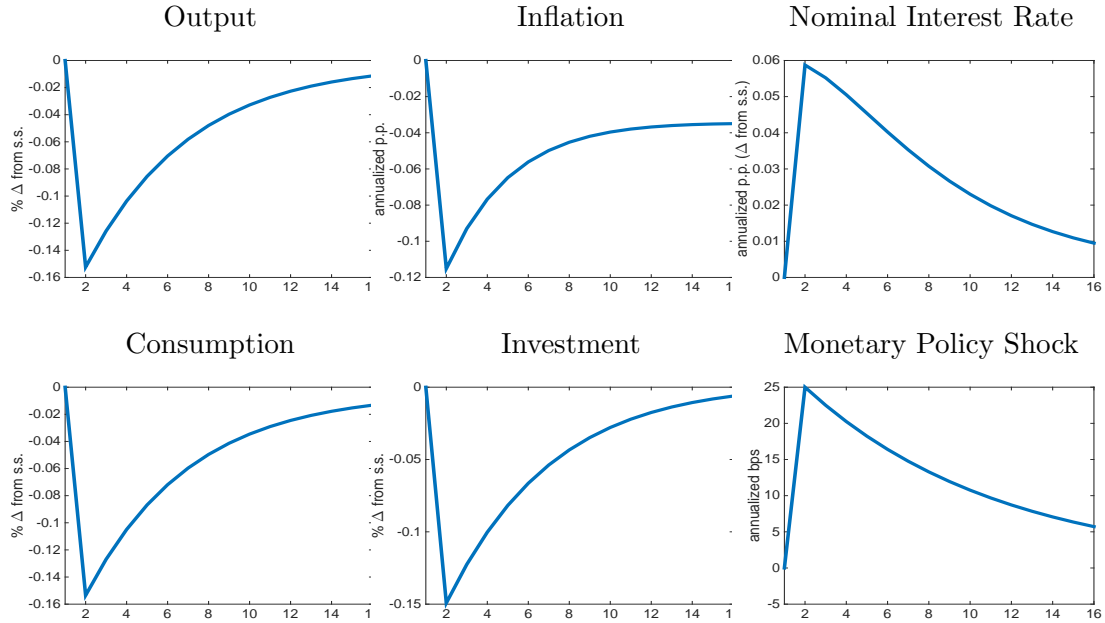 Output
% Δ from s.s.
0
-0.02
-0.04
-0.06
-0.08
-0.1
-0.12
-0.14
-0.16
2 4 6 8 10 12 14 1
Inflation
annualized p.p.
0
-0.02
-0.04
-0.06
-0.08
-0.1
-0.12
2 4 6 8 10 12 14 1
Nominal Interest Rate
annualized p.p. (Δ from s.s.)
0.06
0.05
0.04
0.03
0.02
0.01
0
2 4 6 8 10 12 14 16
Consumption
% Δ from s.s.
0
-0.02
-0.04
-0.06
-0.08
-0.1
-0.12
-0.14
-0.16
2 4 6 8 10 12 14 1
Investment
% Δ from s.s.
0
-0.05
-0.1
-0.15
2 4 6 8 10 12 14 1
Monetary Policy Shock
annualized bps
25
20
15
10
5
0
-5
2 4 6 8 10 12 14 16